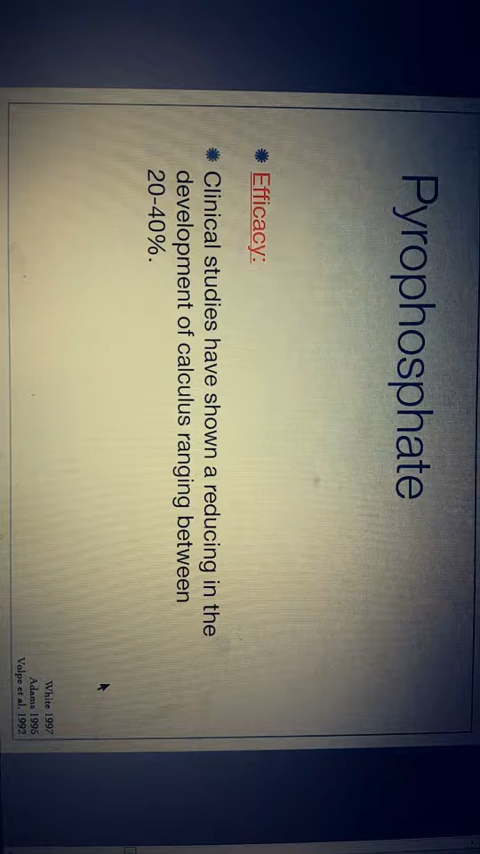 Pyrophosphate
Efficacy:
Clinical studies have shown a reducing in the
development of calculus ranging between
20-40%.
White 1997
Adams 1995
Volpe et al, 1992